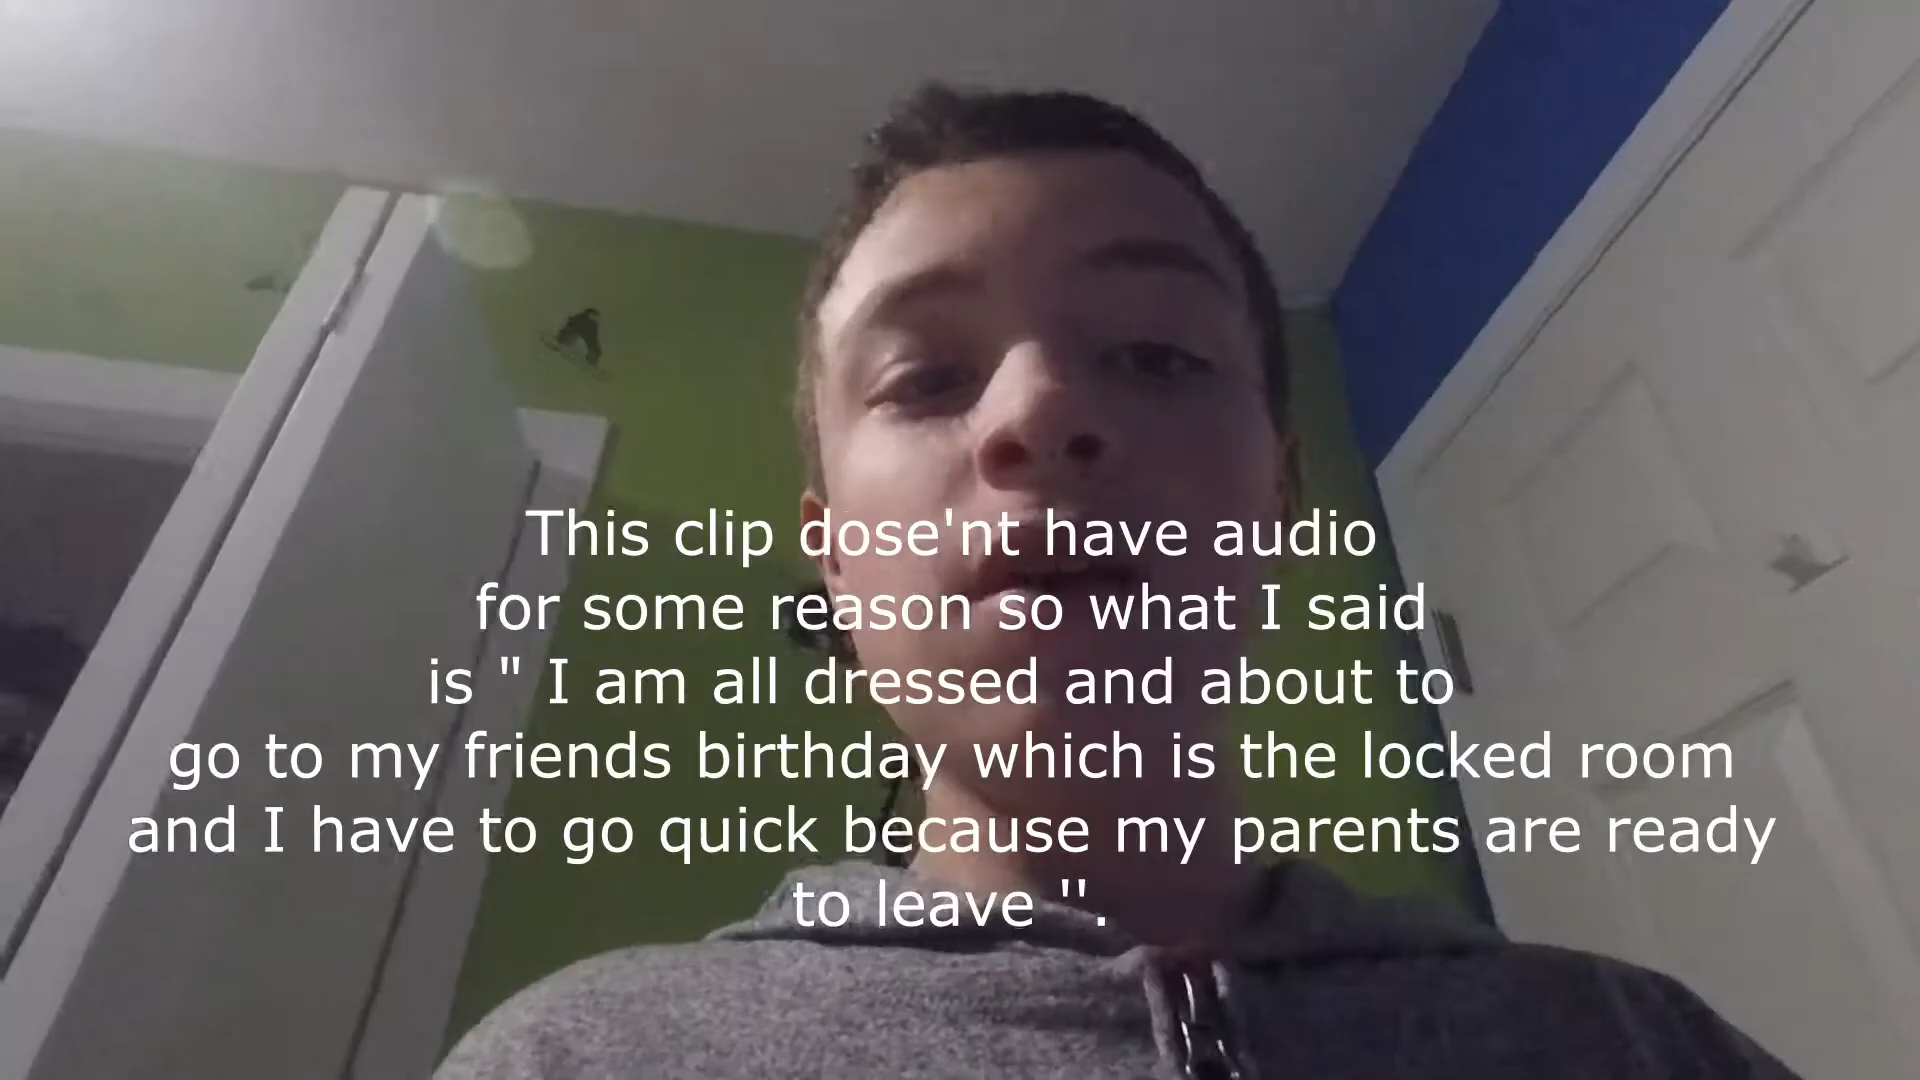 This clip dose'nt have audio
for some reason so what I said
is " I am all dressed and about to
go to my friends birthday which is the locked room
and I have to go quick because my parents are ready
to leave ''.